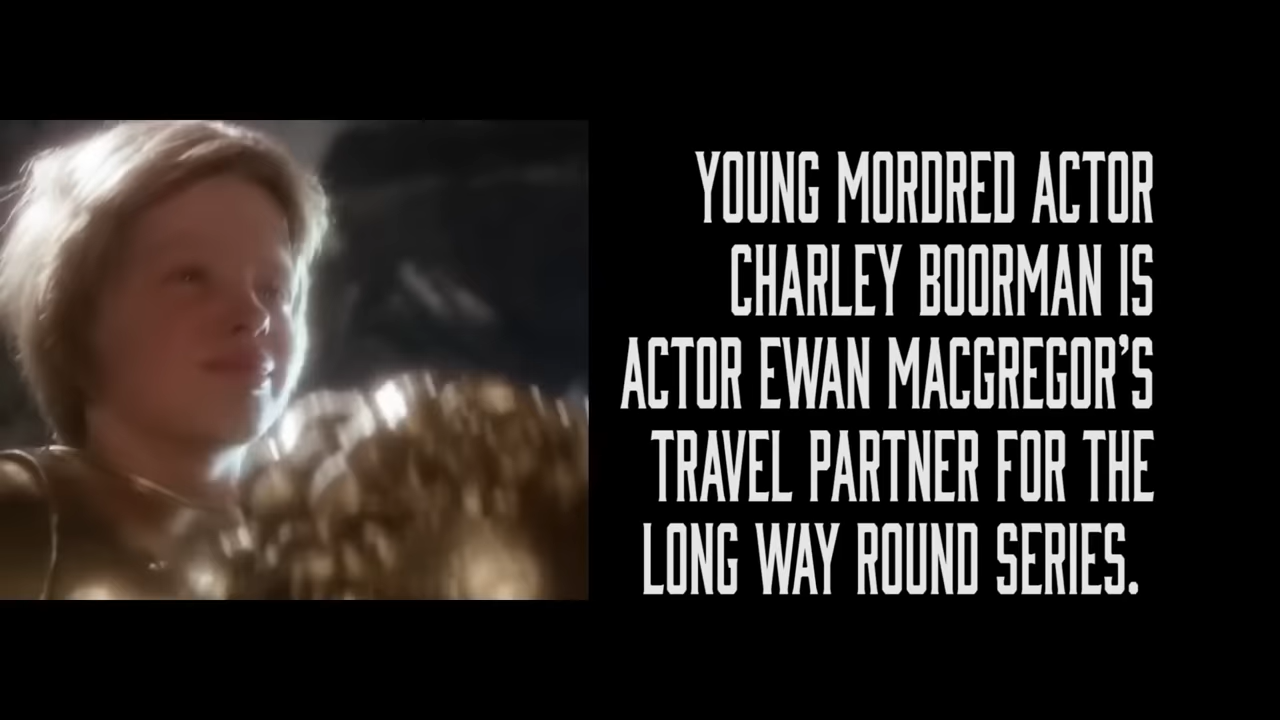 YOUNG MORDRED ACTOR
CHARLEY BOORMAN IS
ACTOR EWAN MACGREGOR'S
TRAVEL PARTNER FOR THE
LONG WAY ROUND SERIES.